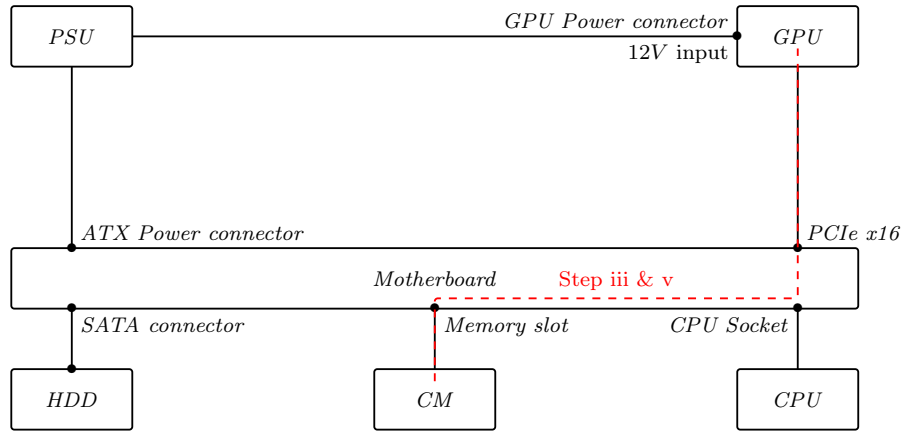 GPU Power connector
PSU
GPU
12V input
ATX Power connector
PCIe x16
Motherboard
Step iii & v
SATA connector
Memory slot
CPU Socket
HDD
CM
CPU